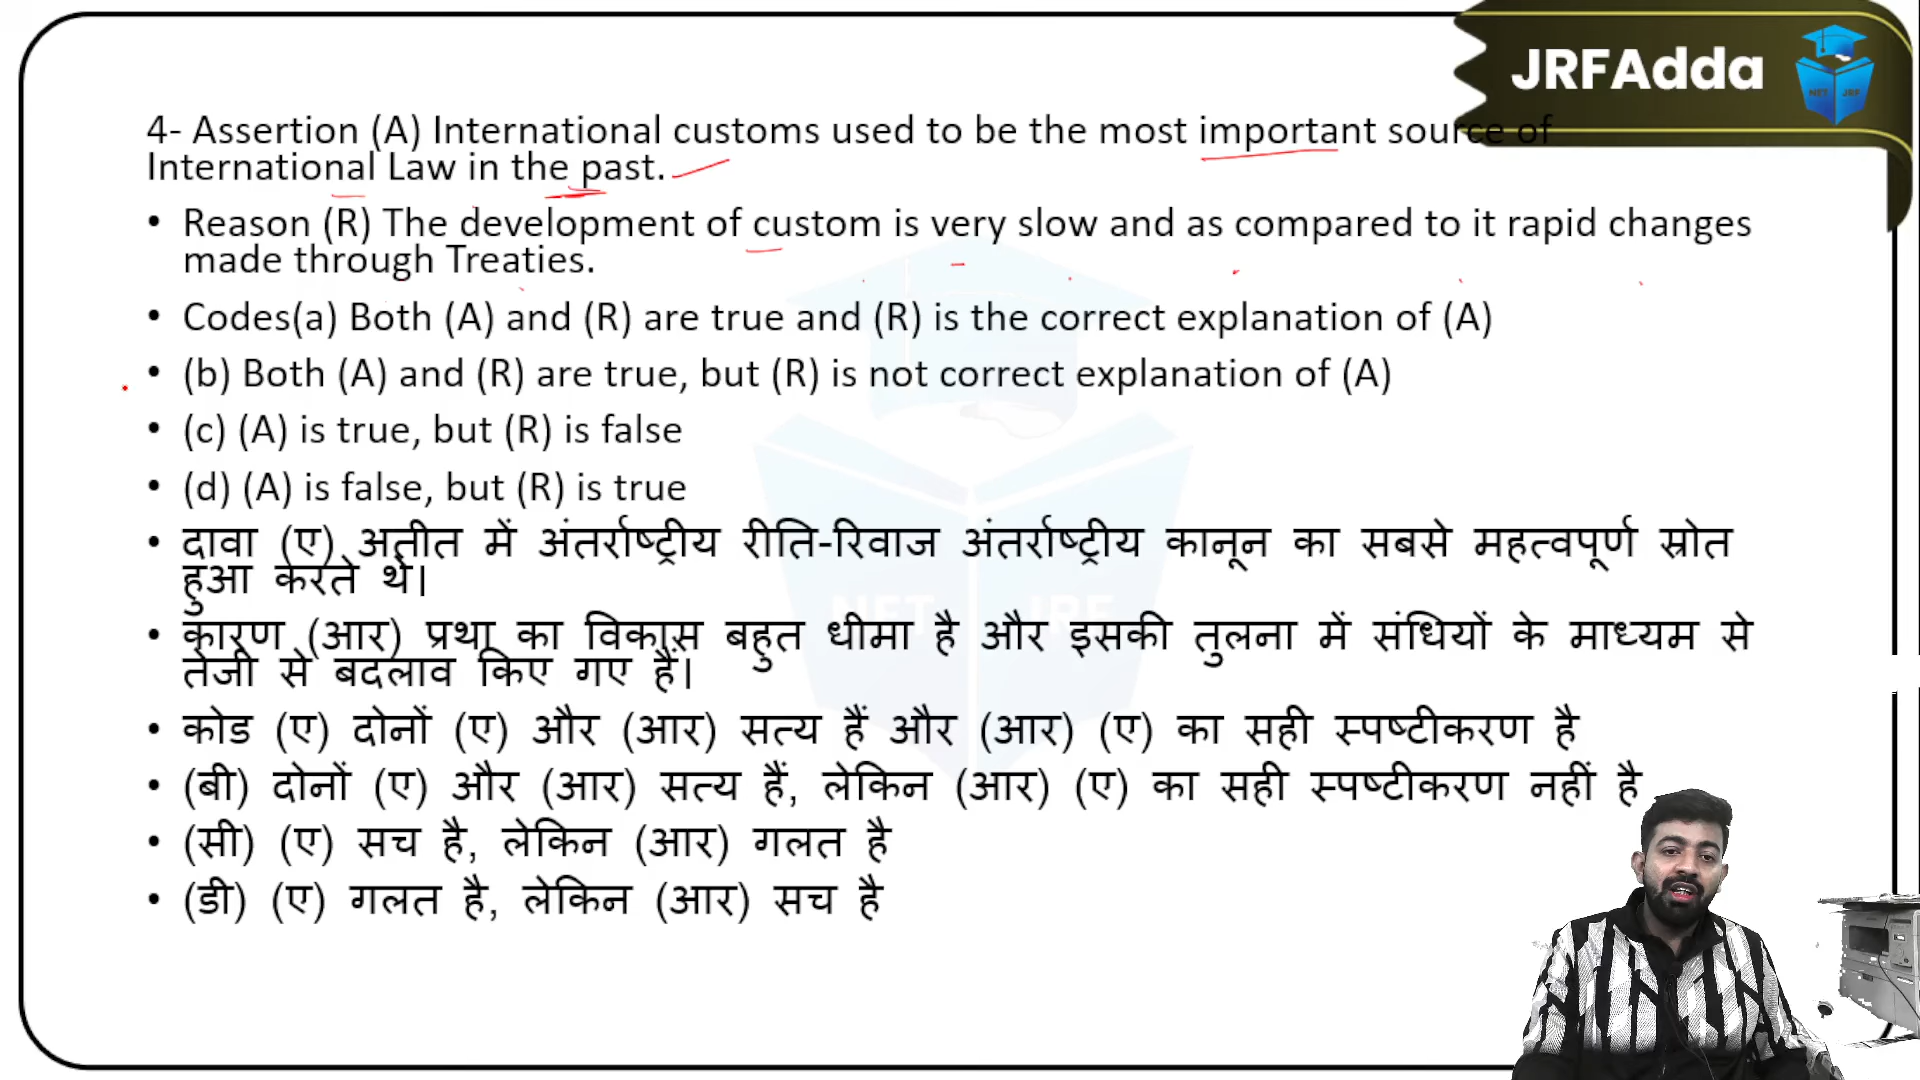 JRFAdda
4- Assertion (A) International customs used to be the most important source of
International Law in the past.
• Reason (R) The development of custom is very slow and as compared to it rapid changes
made through Treaties.
• Codes(a) Both (A) and (R) are true and (R) is the correct explanation of (A)
• (b) Both (A) and (R) are true, but (R) is not correct explanation of (A)
• (c) (A) is true, but (R) is false
• (d) (A) is false, but (R) is true
• दावा (ए) अतीत में अंतर्राष्ट्रीय रीति-रिवाज अंतर्राष्ट्रीय कानून का सबसे महत्वपूर्ण स्रोत
हुआ करते थे।
• कारण (आर) प्रथा का विकास बहुत धीमा है और इसकी तुलना में संधियों के माध्यम से
तेजी से बदलाव किए गए हैं।
• कोड (ए) दोनों (ए) और (आर) सत्य हैं और (आर) (ए) का सही स्पष्टीकरण है
• (बी) दोनों (ए) और (आर) सत्य हैं, लेकिन (आर) (ए) का सही स्पष्टीकरण नहीं है
• (सी) (ए) सच है, लेकिन (आर) गलत है
• (डी) (ए) गलत है, लेकिन (आर) सच है
NET JRF
NET JRF